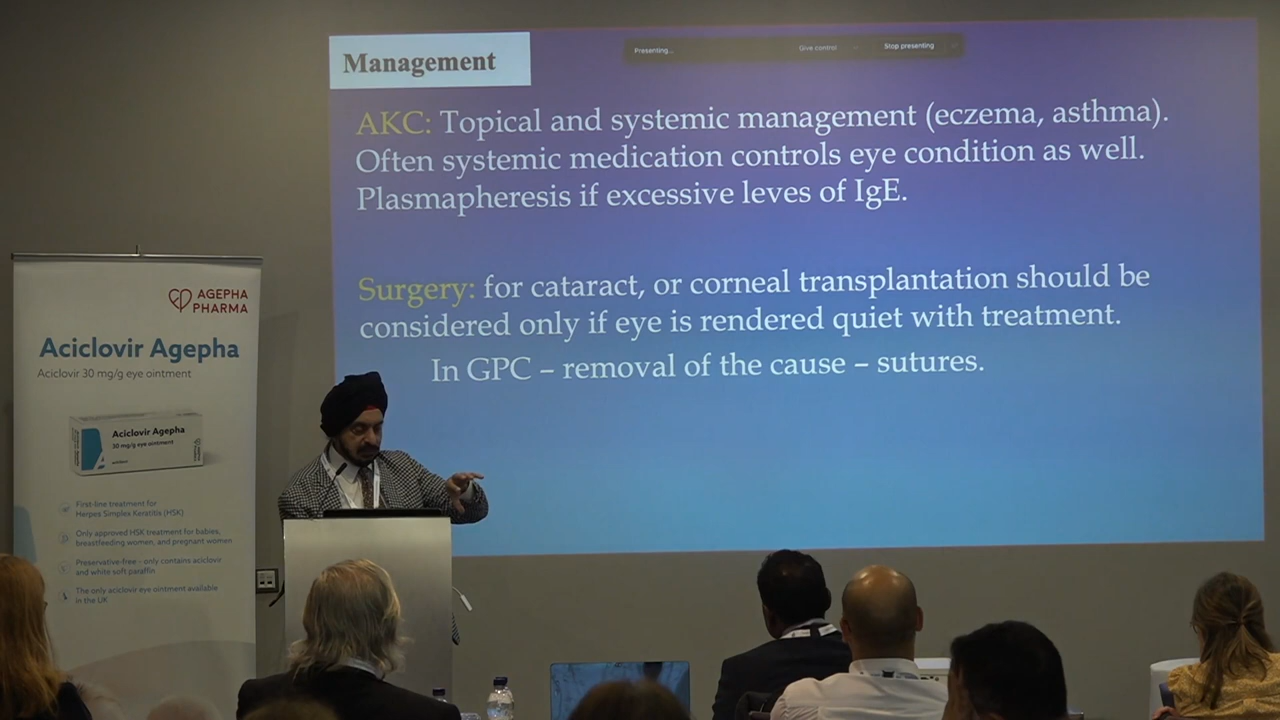 Management
Presenting...
Give control
Stop presenting
AKC: Topical and systemic management (eczema, asthma).
Often systemic medication controls eye condition as well.
Plasmapheresis if excessive leves of IgE.
Surgery: for cataract, or corneal transplantation should be
considered only if eye is rendered quiet with treatment.
In GPC – removal of the cause – sutures.
AGEPHA
PHARMA
Aciclovir Agepha
Aciclovir 30 mg/g eye ointment
Aciclovir Agepha
30 mg/g eye ointment
First-line treatment for
Herpes Simplex Keratitis (HSK)
Only approved HSK treatment for babies,
breastfeeding women, and pregnant women
Preservative-free - only contains aciclovir
and white soft paraffin
The only aciclovir eye ointment available
in the UK